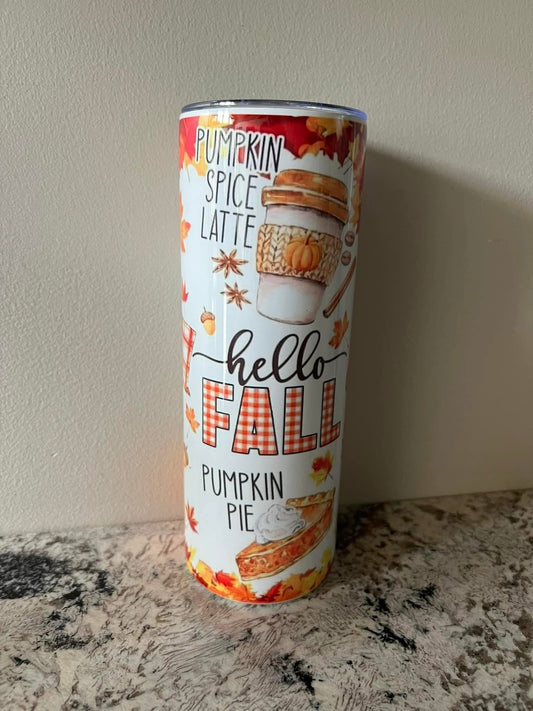 PUMPKIN
SPICE
LATTE
hello
FALL
PUMPKIN
PIE